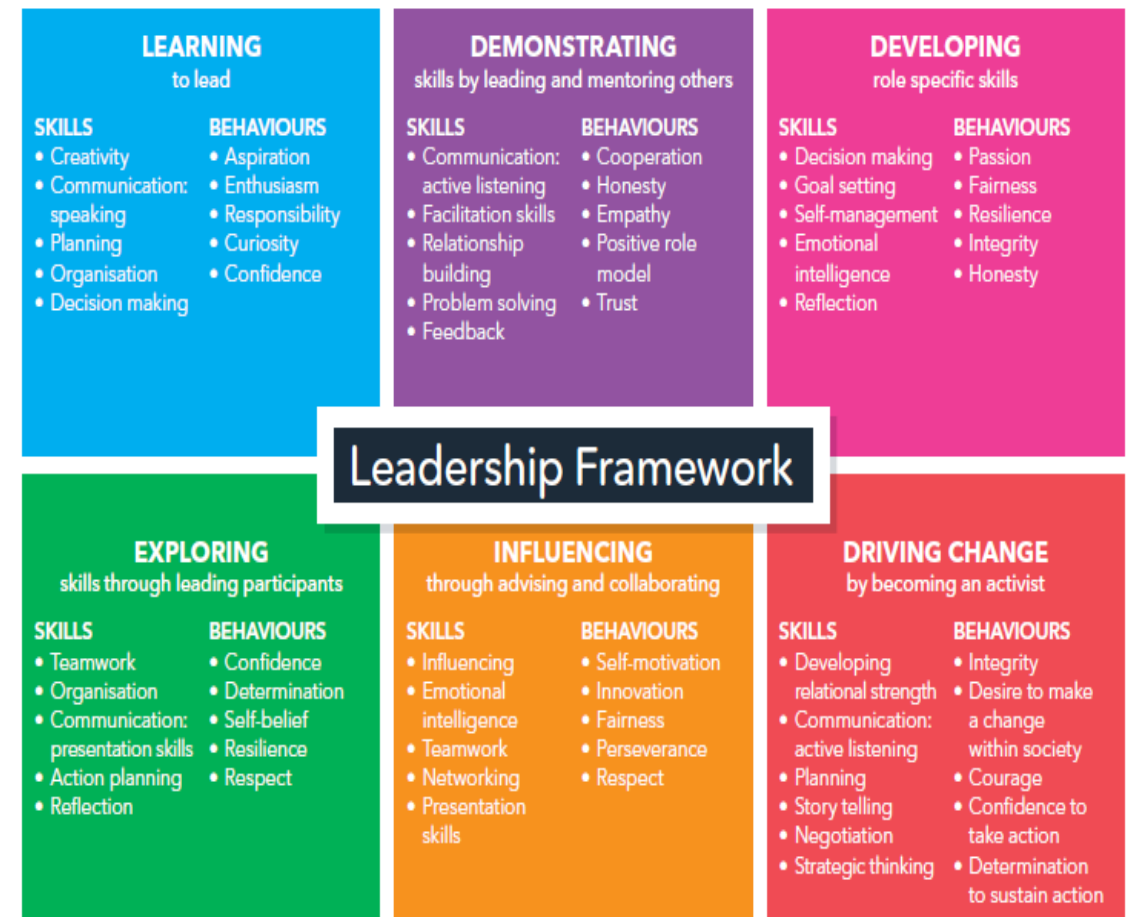 LEARNING
to lead
SKILLS
• Creativity
• Communication:
speaking
• Planning
• Organisation
• Decision making
BEHAVIOURS
• Aspiration
• Enthusiasm
• Responsibility
• Curiosity
• Confidence
DEMONSTRATING
skills by leading and mentoring others
SKILLS
• Communication:
active listening
• Facilitation skills
• Relationship
building
• Problem solving
• Feedback
BEHAVIOURS
• Cooperation
• Honesty
• Empathy
• Positive role
model
• Trust
DEVELOPING
role specific skills
SKILLS
• Decision making
• Goal setting
• Self-management
• Emotional
intelligence
• Reflection
BEHAVIOURS
• Passion
• Fairness
• Resilience
• Integrity
• Honesty
Leadership Framework
EXPLORING
skills through leading participants
SKILLS
• Teamwork
• Organisation
• Communication:
presentation skills
• Action planning
• Reflection
BEHAVIOURS
• Confidence
• Determination
• Self-belief
• Resilience
• Respect
INFLUENCING
through advising and collaborating
SKILLS
• Influencing
• Emotional
intelligence
• Teamwork
• Networking
• Presentation
skills
BEHAVIOURS
• Self-motivation
• Innovation
• Fairness
• Perseverance
• Respect
DRIVING CHANGE
by becoming an activist
SKILLS
• Developing
relational strength
• Communication:
active listening
• Planning
• Story telling
• Negotiation
• Strategic thinking
BEHAVIOURS
• Integrity
• Desire to make
a change
within society
• Courage
• Confidence to
take action
• Determination
to sustain action